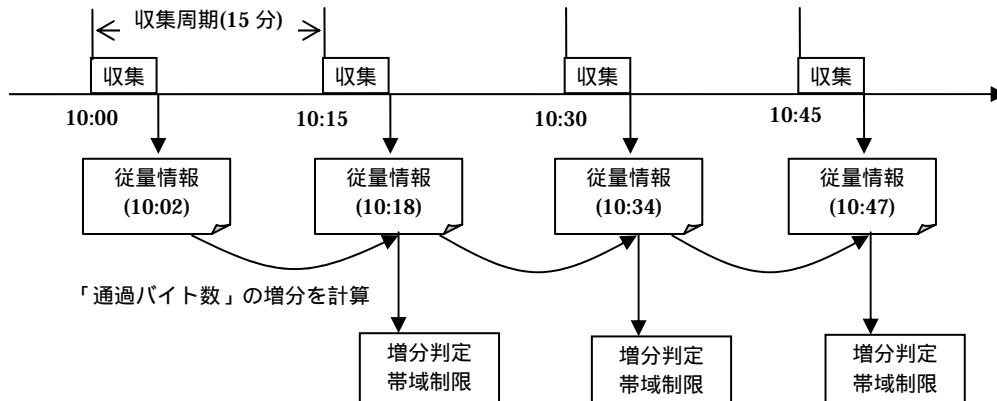 収集周期(15 分)
収集
収集
収集
収集
10:00
10:15
10:30
10:45
従量情報
(10:02)
従量情報
(10:18)
従量情報
(10:34)
従量情報
(10:47)
「通過バイト数」の増分を計算
増分判定
帯域制限
増分判定
帯域制限
増分判定
帯域制限